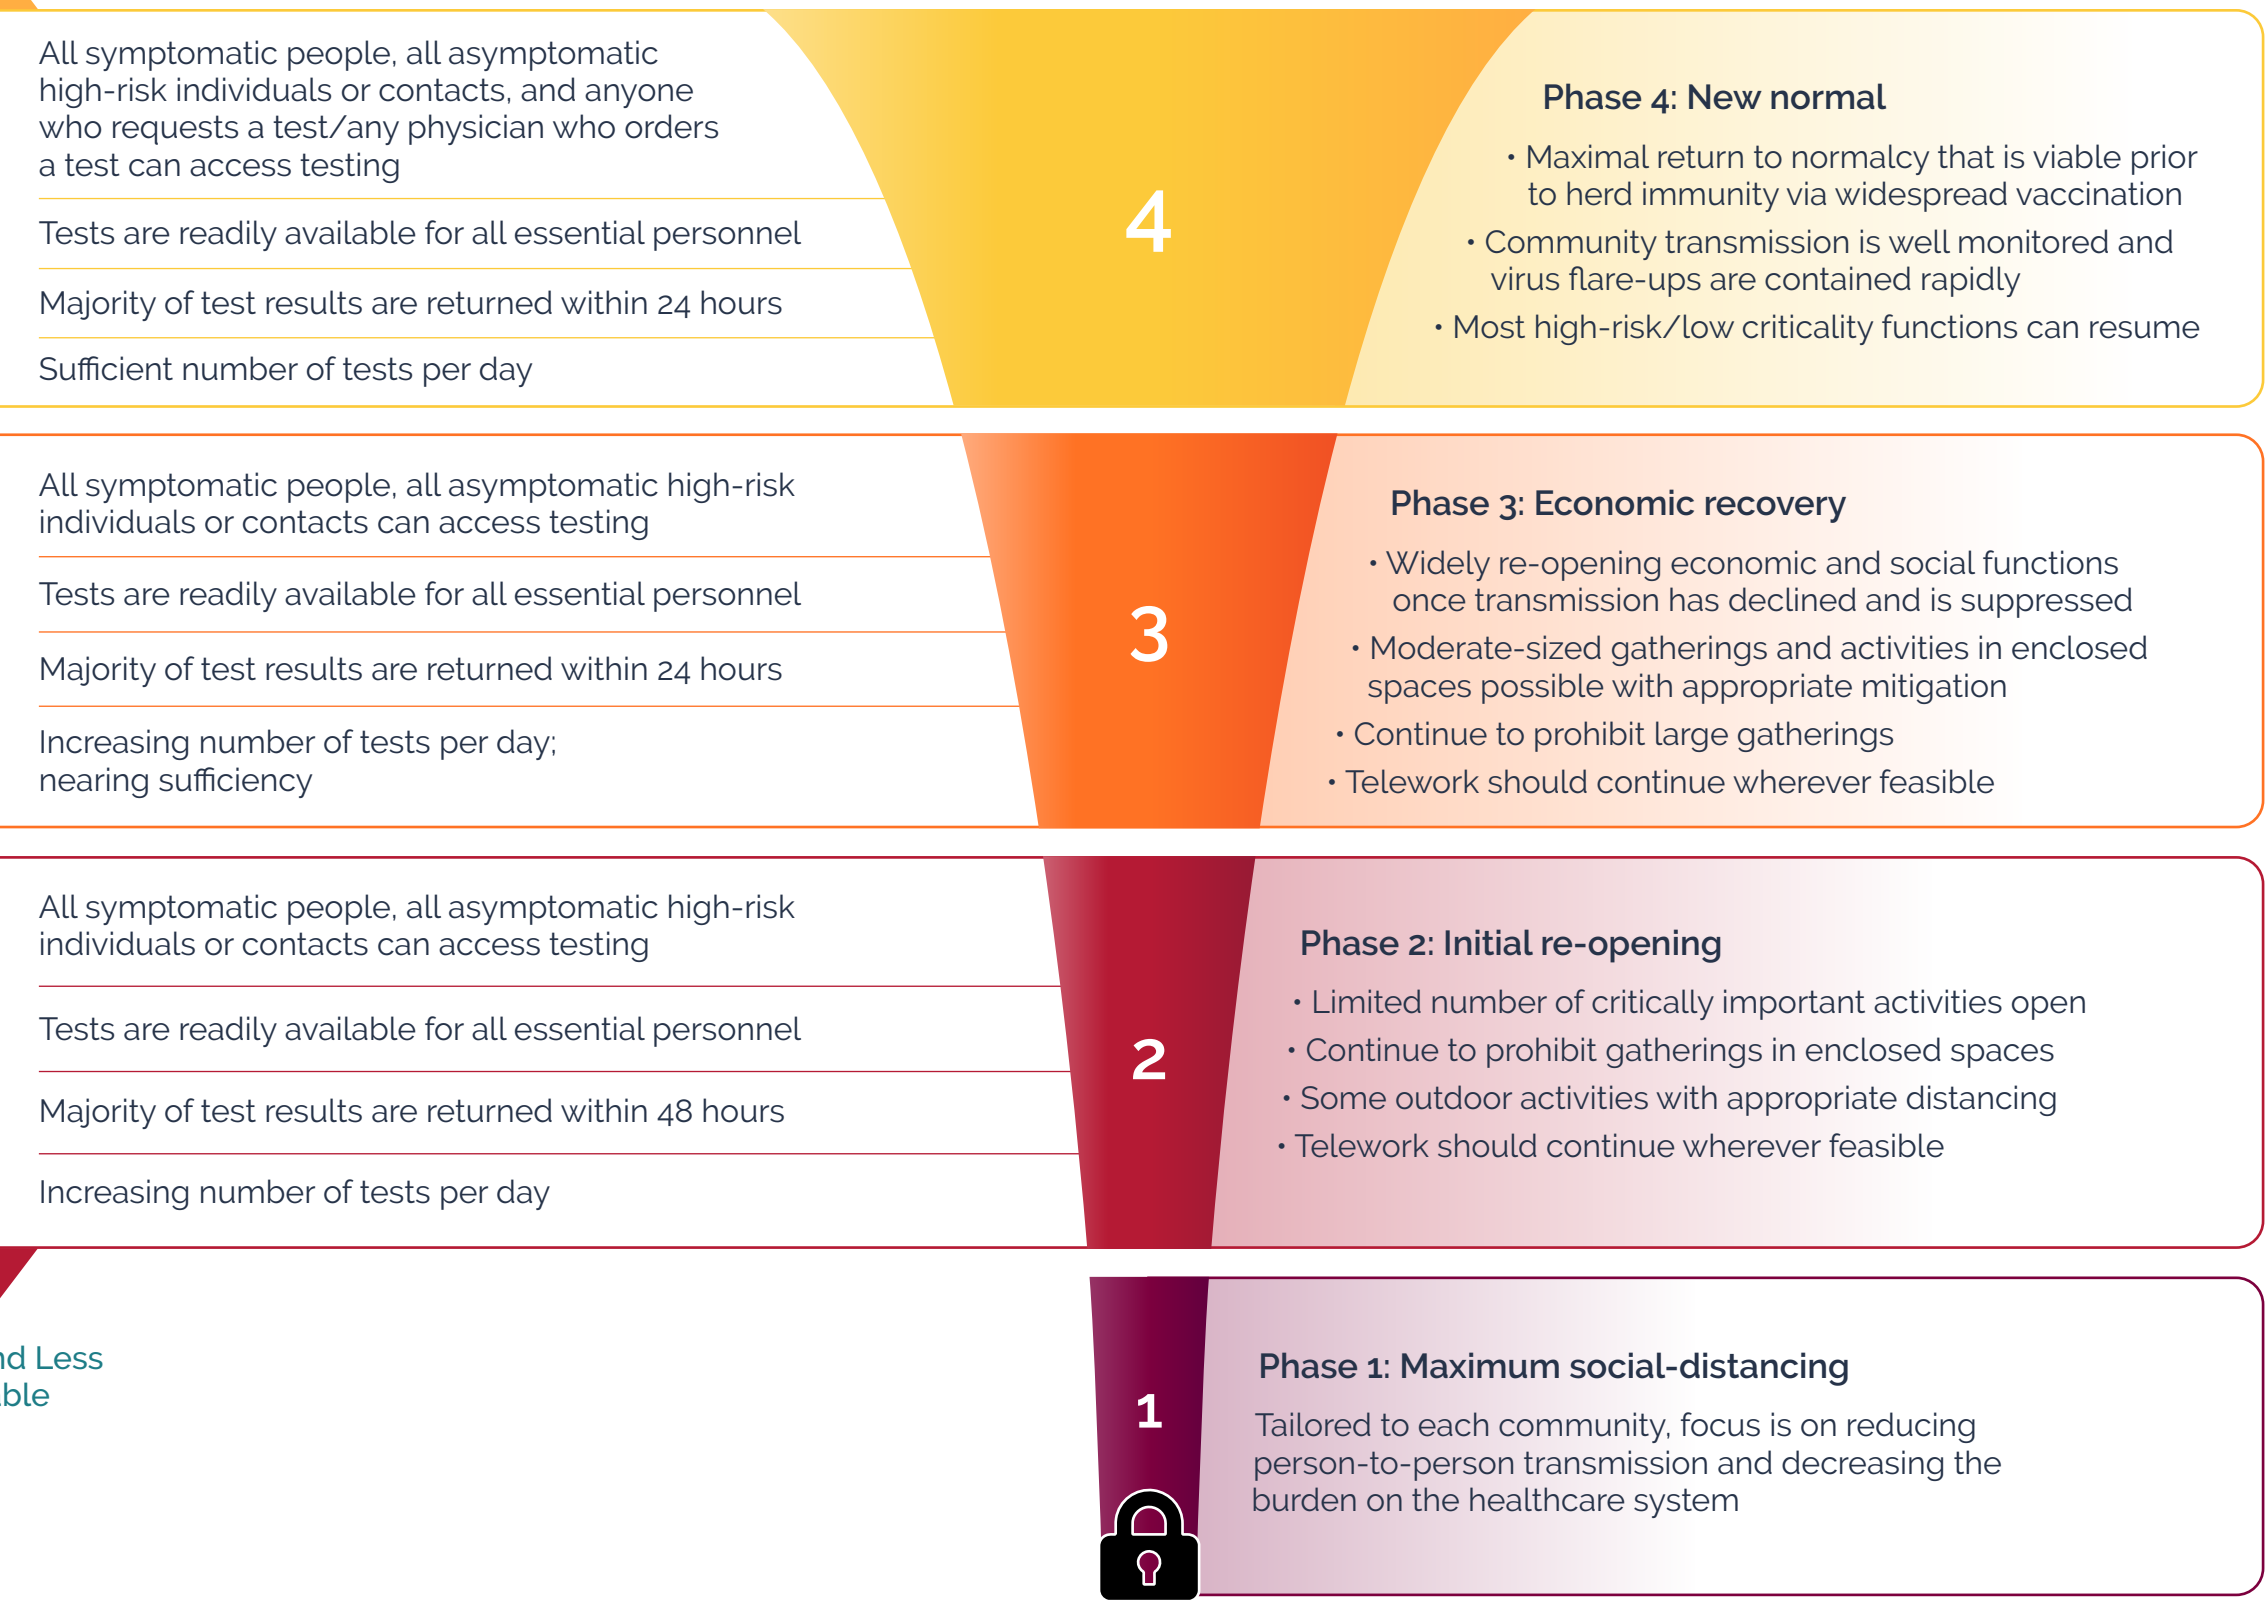 All symptomatic people, all asymptomatic
high-risk individuals or contacts, and anyone
who requests a test/any physician who orders
a test can access testing
Tests are readily available for all essential personnel
Majority of test results are returned within 24 hours
Sufficient number of tests per day
4
Phase 4: New normal
• Maximal return to normalcy that is viable prior
to herd immunity via widespread vaccination
• Community transmission is well monitored and
virus flare-ups are contained rapidly
• Most high-risk/low criticality functions can resume
All symptomatic people, all asymptomatic high-risk
individuals or contacts can access testing
Tests are readily available for all essential personnel
Majority of test results are returned within 24 hours
Increasing number of tests per day;
nearing sufficiency
3
Phase 3: Economic recovery
• Widely re-opening economic and social functions
once transmission has declined and is suppressed
• Moderate-sized gatherings and activities in enclosed
spaces possible with appropriate mitigation
• Continue to prohibit large gatherings
• Telework should continue wherever feasible
All symptomatic people, all asymptomatic high-risk
individuals or contacts can access testing
Tests are readily available for all essential personnel
Majority of test results are returned within 48 hours
Increasing number of tests per day
2
Phase 2: Initial re-opening
• Limited number of critically important activities open
• Continue to prohibit gatherings in enclosed spaces
• Some outdoor activities with appropriate distancing
• Telework should continue wherever feasible
Less
1
Phase 1: Maximum social-distancing
Tailored to each community, focus is on reducing
person-to-person transmission and decreasing the
burden on the healthcare system